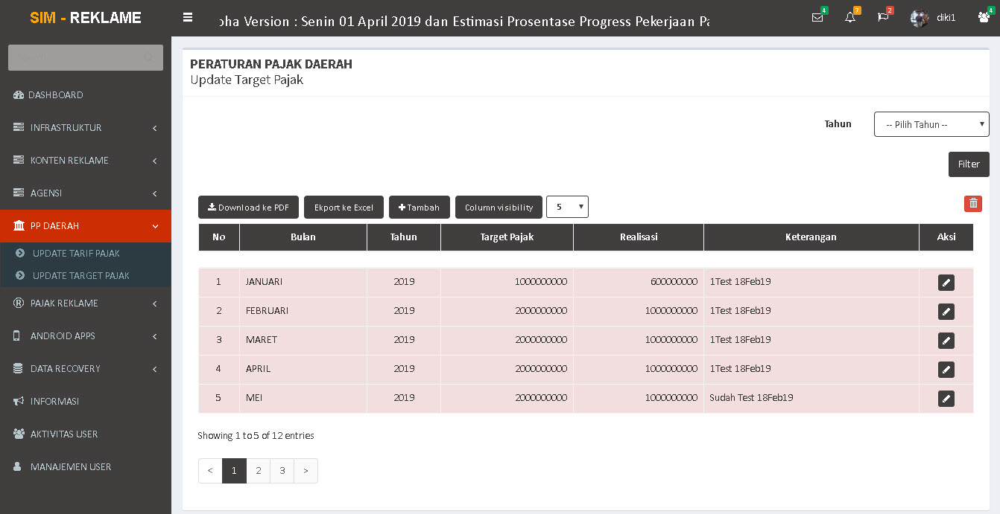 SIM - REKLAME
pha Version : Senin 01 April 2019 dan Estimasi Prosentase Progress Pekerjaan Pa
4
7
2
diki1
4
DASHBOARD
INFRASTRUKTUR
KONTEN REKLAME
AGENSI
PP DAERAH
UPDATE TARIF PAJAK
UPDATE TARGET PAJAK
PAJAK REKLAME
ANDROID APPS
DATA RECOVERY
INFORMASI
AKTIVITAS USER
MANAJEMEN USER
PERATURAN PAJAK DAERAH
Update Target Pajak
Tahun -- Pilih Tahun --
Filter
Download ke PDF Ekport ke Excel Tambah Column visibility 5
No Bulan Tahun Target Pajak Realisasi Keterangan Aksi
1 JANUARI 2019 1000000000 600000000 1Test 18Feb19
2 FEBRUARI 2019 2000000000 1000000000 1Test 18Feb19
3 MARET 2019 2000000000 1000000000 1Test 18Feb19
4 APRIL 2019 2000000000 1000000000 1Test 18Feb19
5 MEI 2019 2000000000 1000000000 Sudah Test 18Feb19
Showing 1 to 5 of 12 entries
< 1 2 3 >